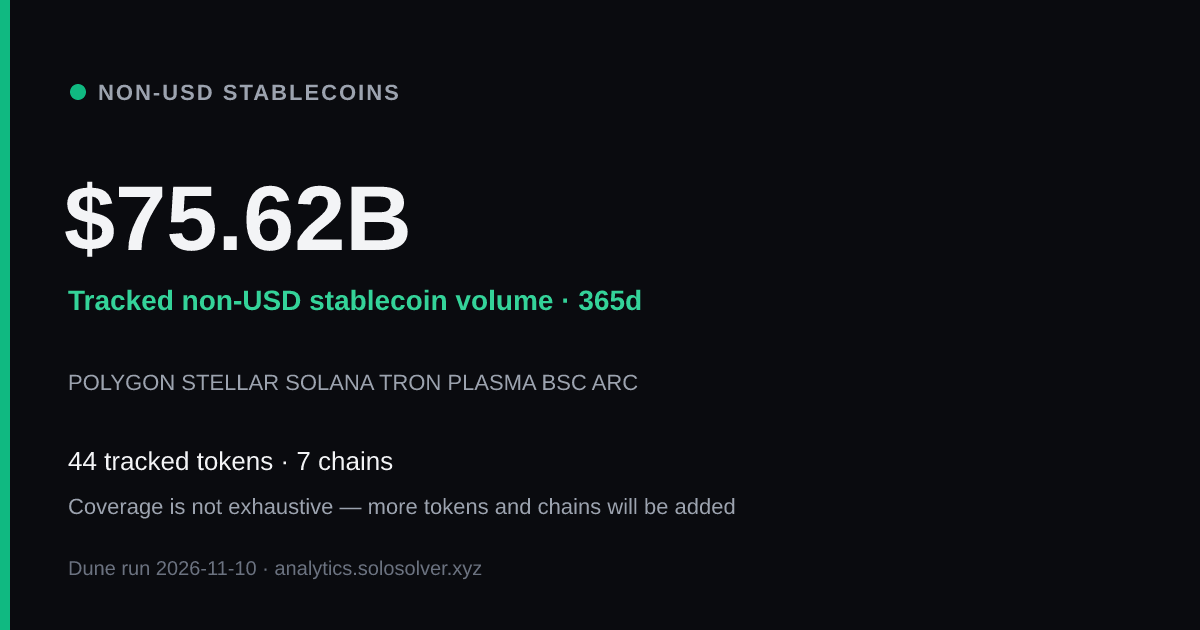 NON-USD STABLECOINS
$75.62B
Tracked non-USD stablecoin volume · 365d
POLYGON STELLAR SOLANA TRON PLASMA BSC ARC
44 tracked tokens · 7 chains
Coverage is not exhaustive — more tokens and chains will be added
Dune run 2026-11-10 · analytics.solosolver.xyz